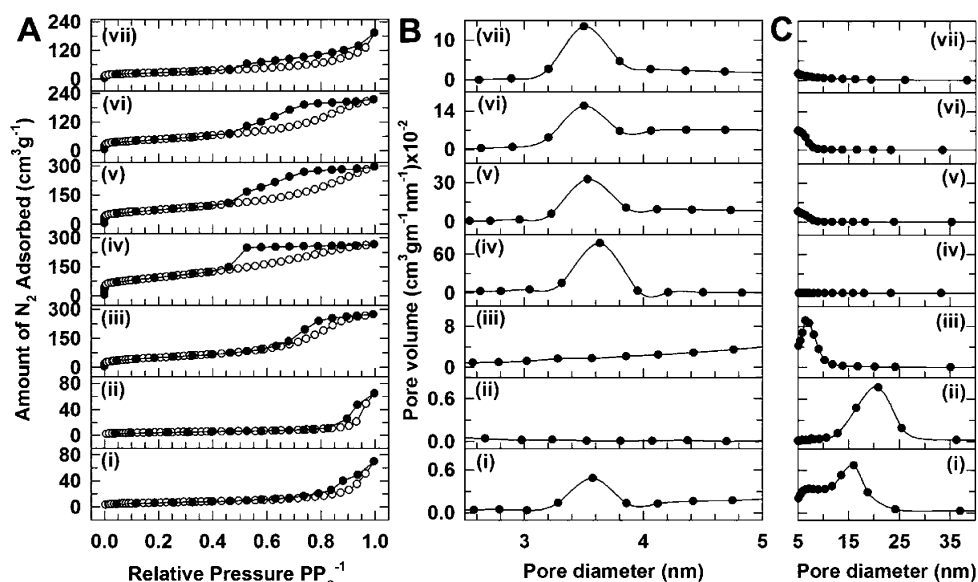 A
Amount of N2 Adsorbed (cm3g-1)
(vii)
240
120
0
(vi)
240
120
0
(v)
300
150
0
(iv)
300
150
0
(iii)
300
150
0
(ii)
80
40
0
(i)
80
40
0
0.0 0.2 0.4 0.6 0.8 1.0
Relative Pressure PP
-1
B
Pore volume (cm3gm-1nm-1)x10-2
(vii)
10
0
(vi)
14
0
(v)
30
0
(iv)
60
0
(iii)
8
4
0
(ii)
0.6
0.0
(i)
0.6
0.0
3 4 5
Pore diameter (nm)
C
(vii)
(vi)
(v)
(iv)
(iii)
(ii)
(i)
5 15 25 35
Pore diameter (nm)